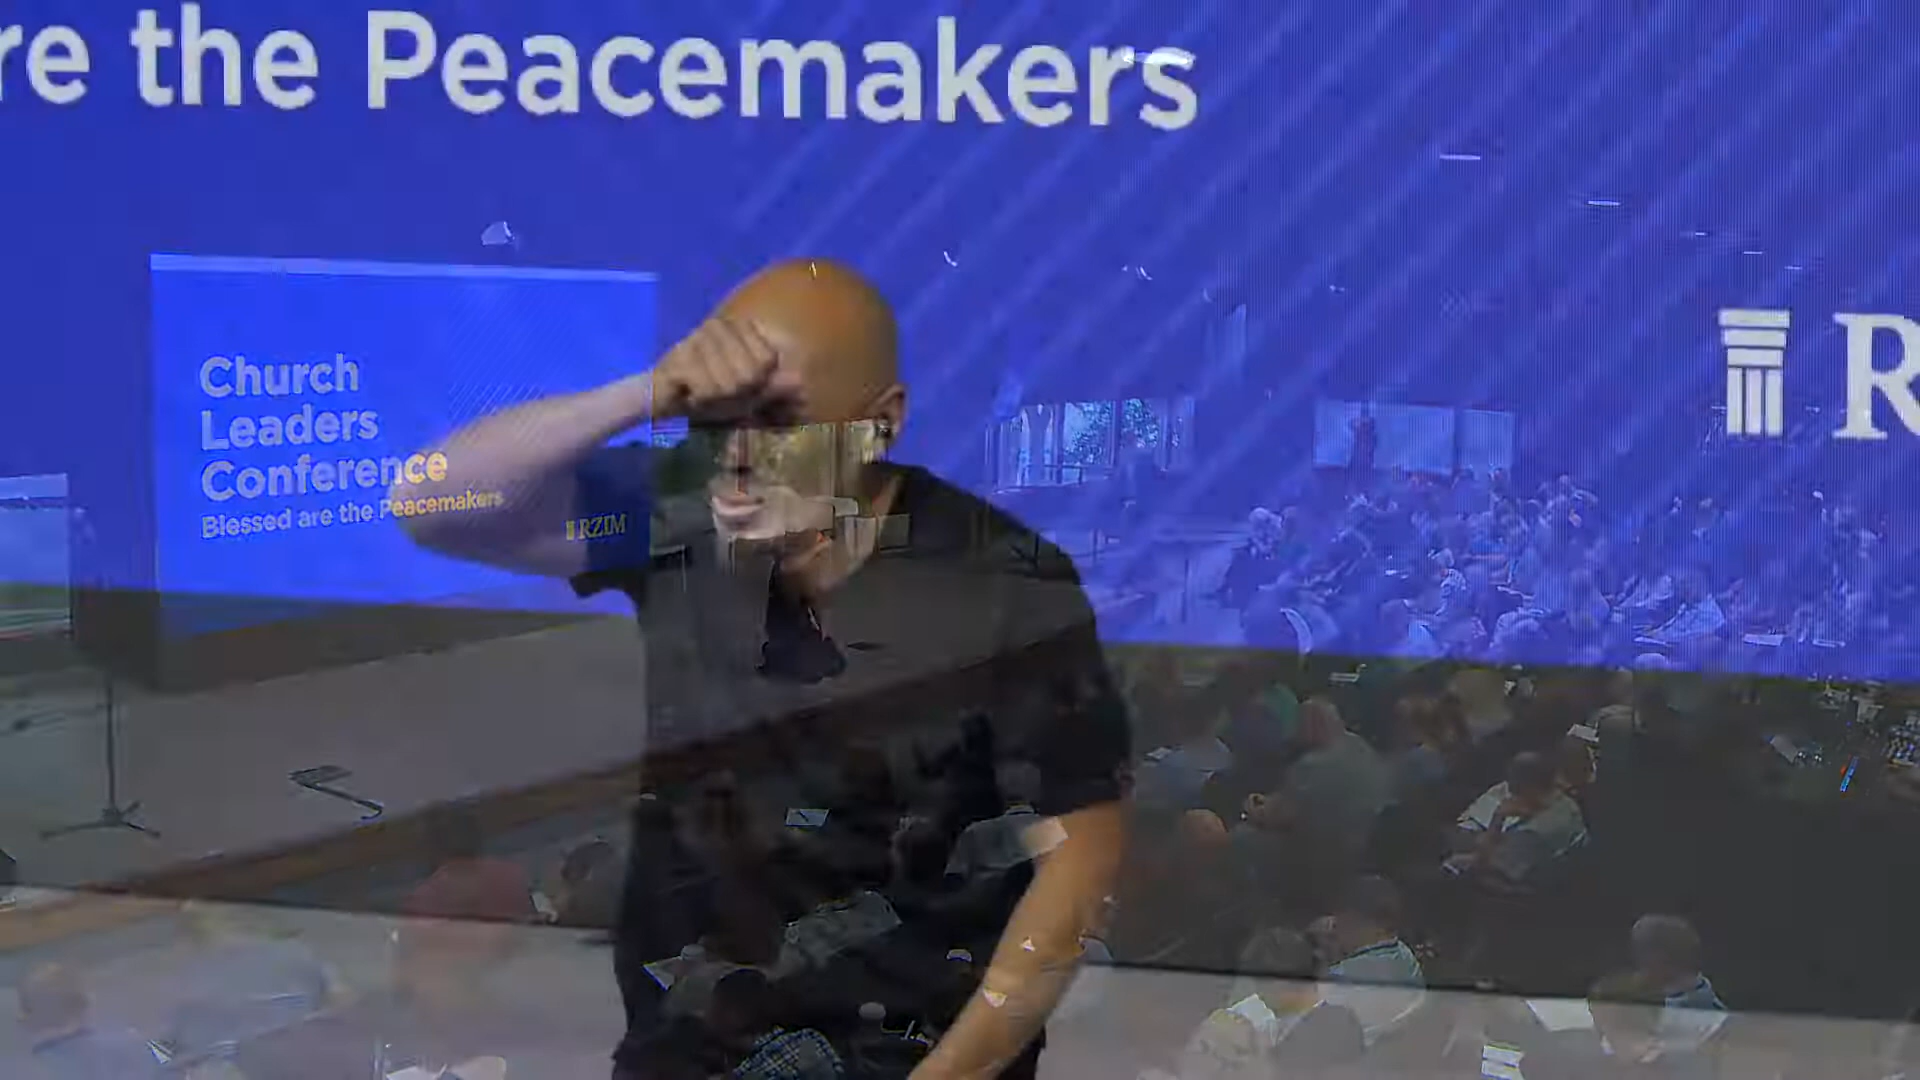 re the Peacemakers
R
Church
Leaders
Conference
Blessed are the Peacemakers
RZIM